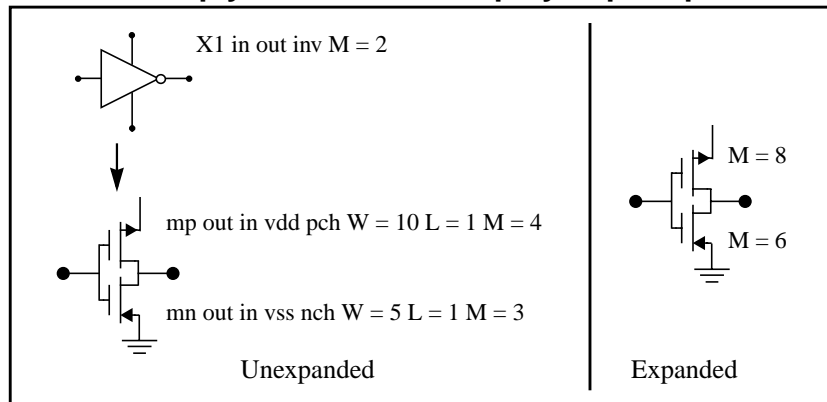 X1 in out inv M = 2
mp out in vdd pch W = 10 L = 1 M = 4
mn out in vss nch W = 5 L = 1 M = 3
Unexpanded
M = 8
M = 6
Expanded